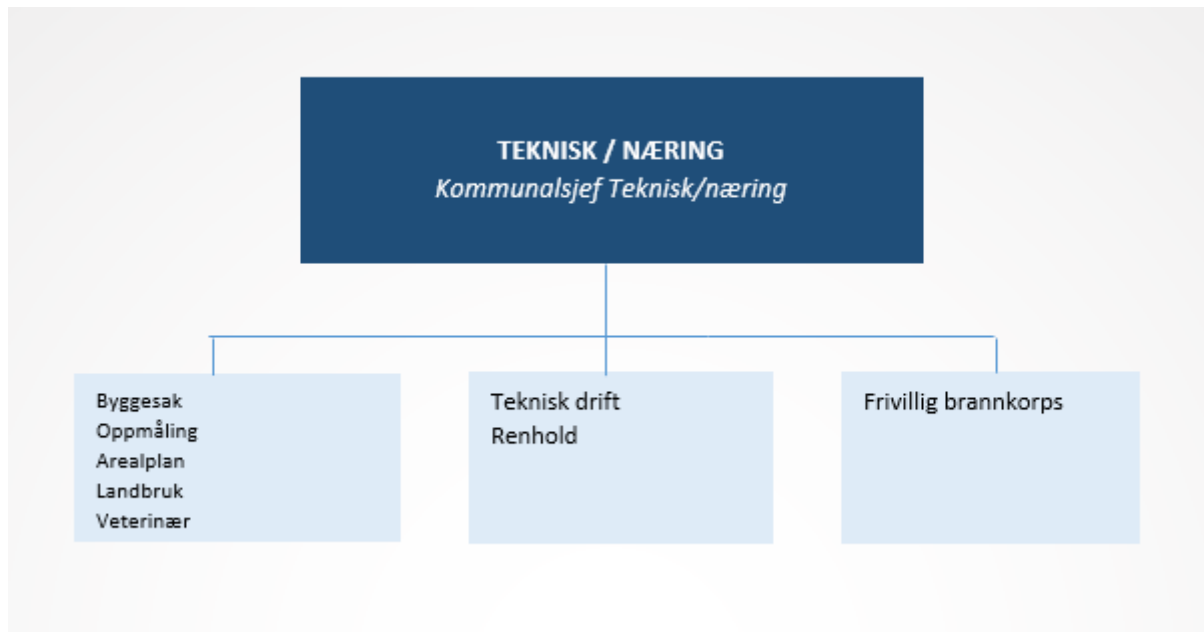 TEKNISK / NÆRING
Kommunalsjef Teknisk/næring
Byggesak
Oppmåling
Arealplan
Landbruk
Veterinær
Teknisk drift
Renhold
Frivillig brannkorps